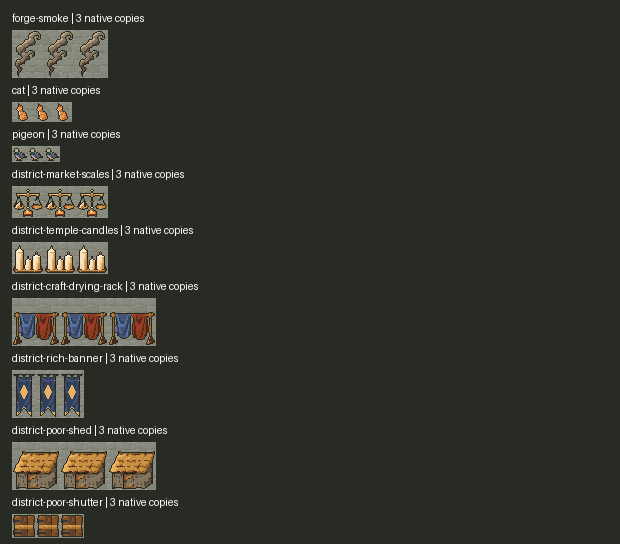 forge-smoke | 3 native copies
cat | 3 native copies
pigeon | 3 native copies
district-market-scales | 3 native copies
district-temple-candles | 3 native copies
district-craft-drying-rack | 3 native copies
district-rich-banner | 3 native copies
district-poor-shed | 3 native copies
district-poor-shutter | 3 native copies